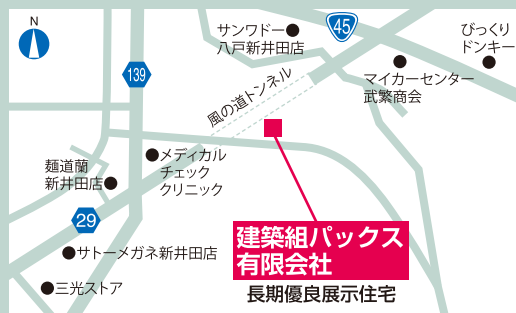 N
サンワドー
八戸新井田店
45
びっくり
ドンキー
139
マイカーセンター
武繁商会
風の道トンネル
麺道蘭
新井田店
メディカル
チェック
クリニック
29
サトーメガネ新井田店
三光ストア
建築組パックス
有限会社
長期優良展示住宅